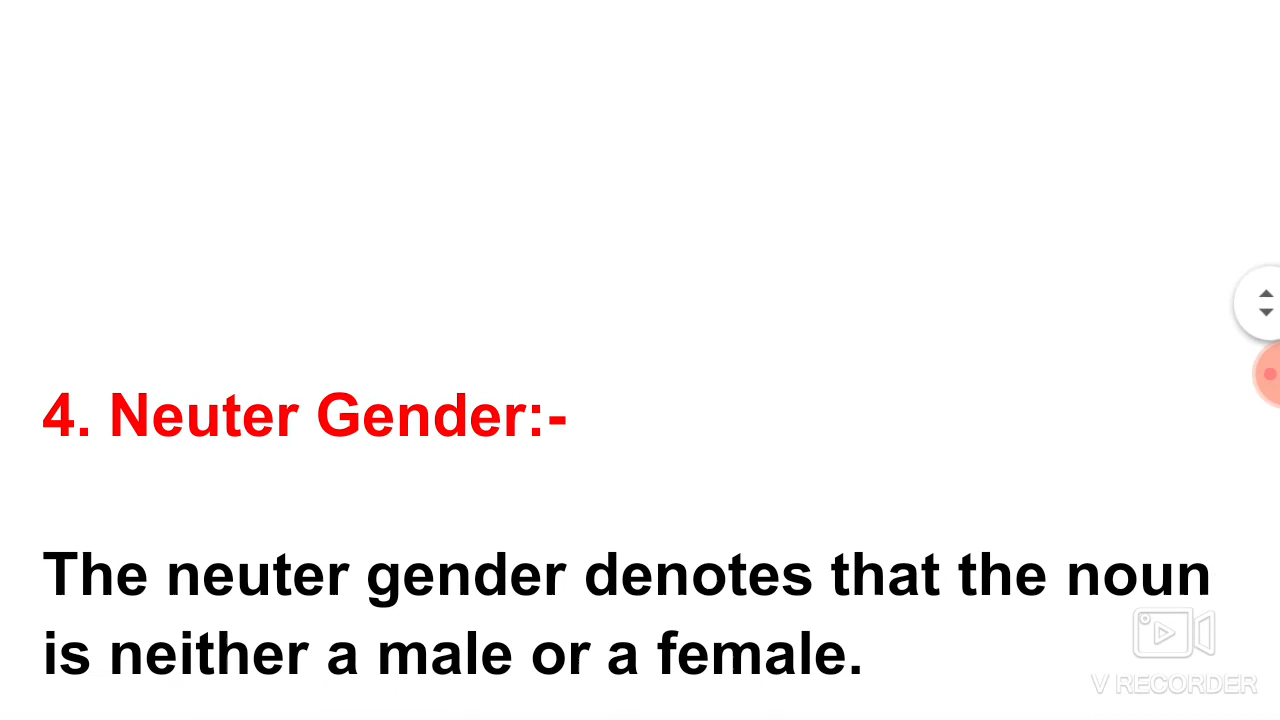 4. Neuter Gender:-
The neuter gender denotes that the noun
is neither a male or a female.
V RECORDER